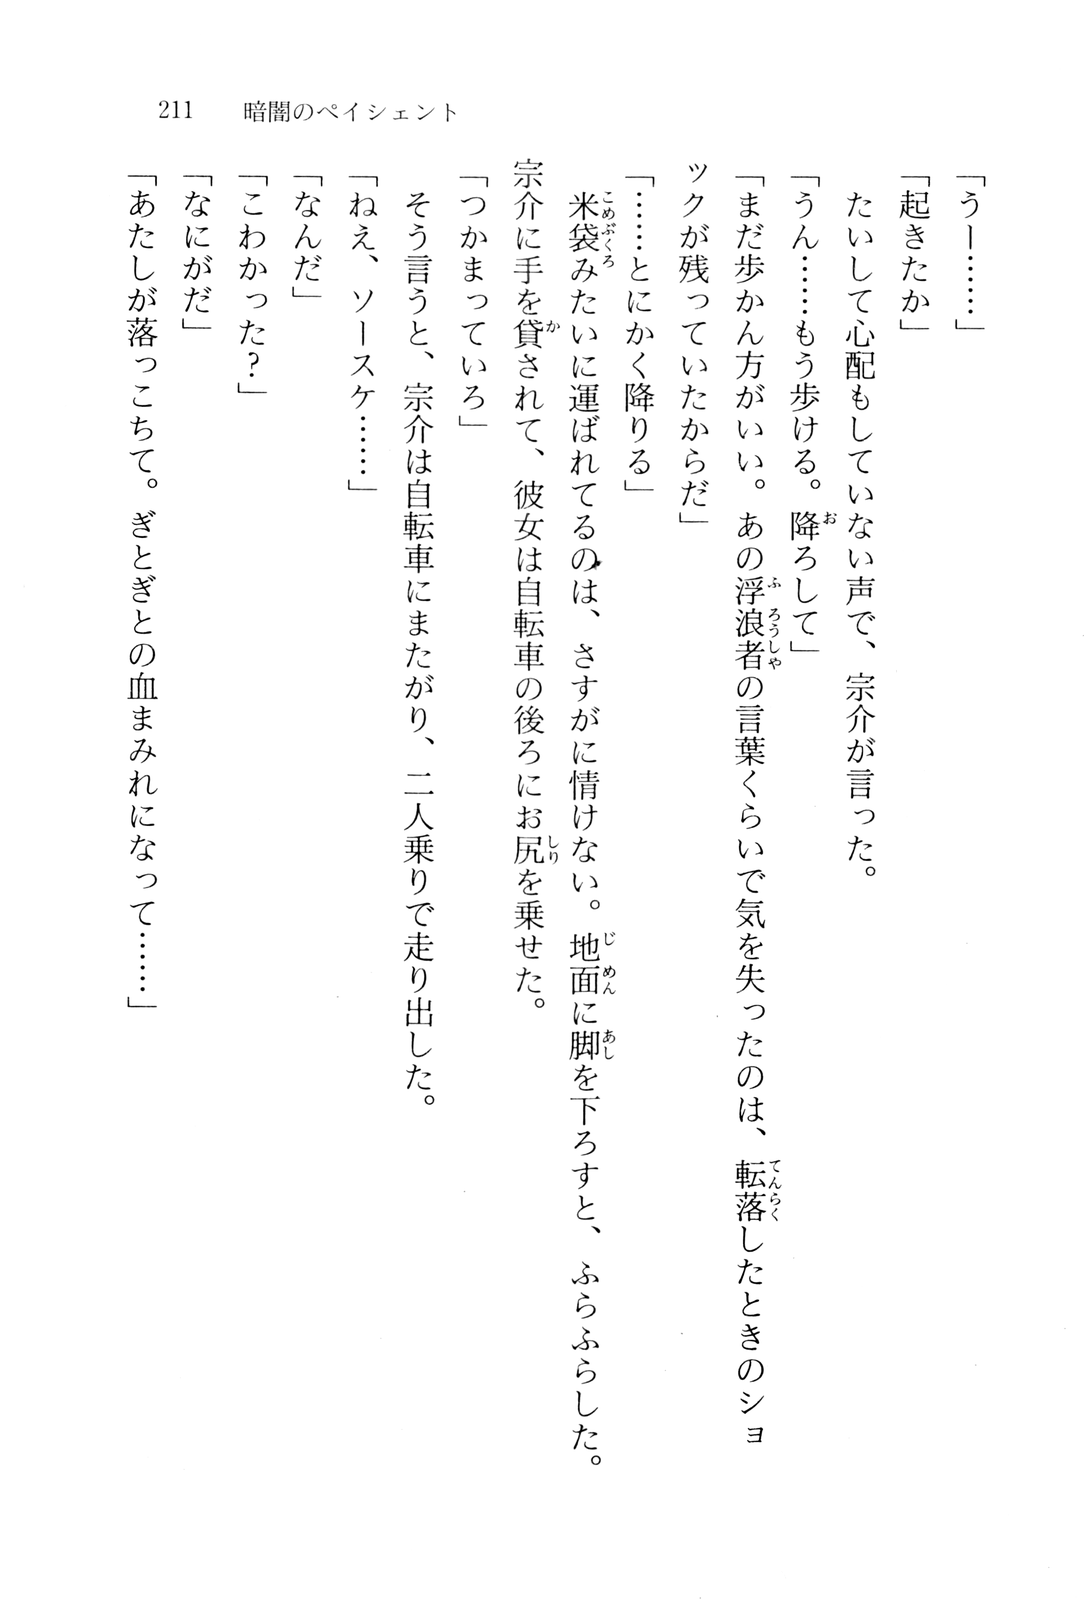 211　暗闇のペイシェント
「うー……」
「起きたか」
　たいして心配もしていない声で、宗介が言った。
「うん……もう歩ける。降ろして」
「まだ歩かん方がいい。あの浮浪者の言葉くらいで気を失ったのは、転落したときのショ
ックが残っていたからだ」
「……とにかく降りる」
　米袋みたいに運ばれてるのは、さすがに情けない。地面に脚を下ろすと、ふらふらした。
宗介に手を貸されて、彼女は自転車の後ろにお尻を乗せた。
「つかまっていろ」
　そう言うと、宗介は自転車にまたがり、二人乗りで走り出した。
「ねえ、ソースケ……」
「なんだ」
「こわかった？」
「なにがだ」
「あたしが落っこちて。ぎとぎとの血まみれになって……」